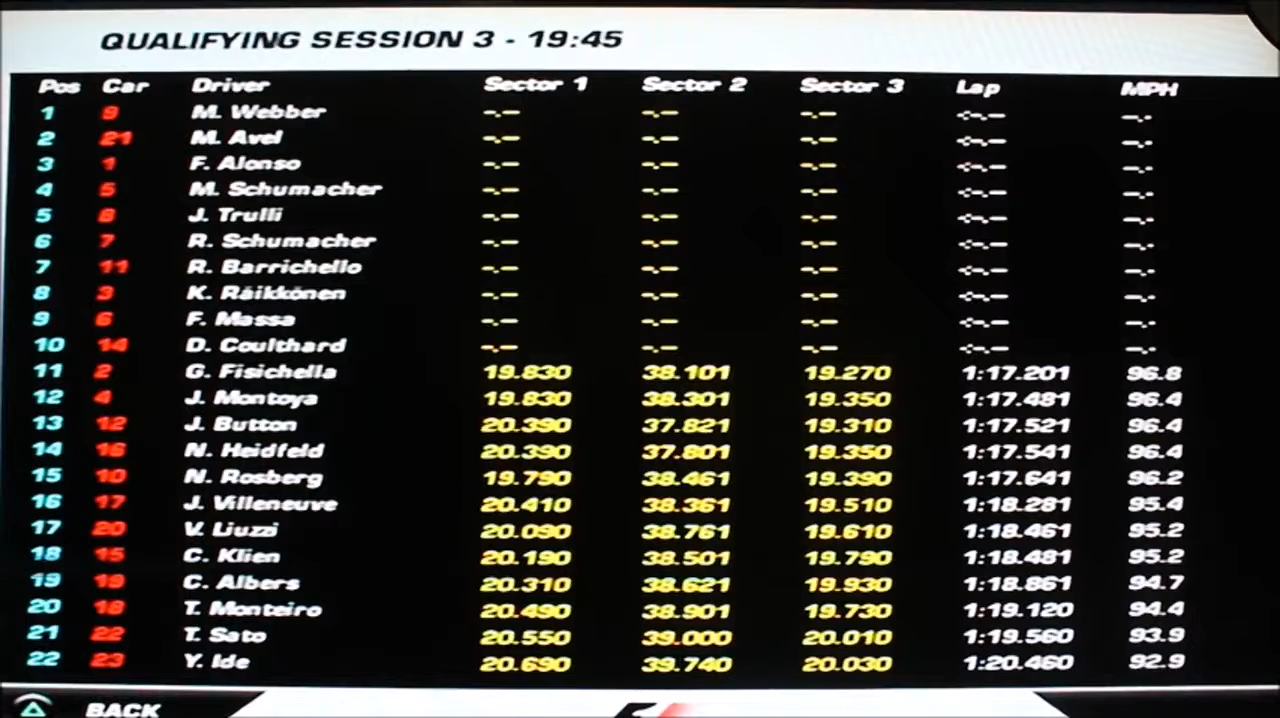 QUALIFYING SESSION 3 - 19:45
Pos Car Driver Sector 1 Sector 2 Sector 3 Lap MPH
1 9 M. Webber -.-- -.-- -.-- -:-.-- --.-
2 21 M. Avel -.-- -.-- -.-- -:-.-- --.-
3 1 F. Alonso -.-- -.-- -.-- -:-.-- --.-
4 5 M. Schumacher -.-- -.-- -.-- -:-.-- --.-
5 8 J. Trulli -.-- -.-- -.-- -:-.-- --.-
6 7 R. Schumacher -.-- -.-- -.-- -:-.-- --.-
7 11 R. Barrichello -.-- -.-- -.-- -:-.-- --.-
8 3 K. Räikkönen -.-- -.-- -.-- -:-.-- --.-
9 6 F. Massa -.-- -.-- -.-- -:-.-- --.-
10 14 D. Coulthard -.-- -.-- -.-- -:-.-- --.-
11 2 G. Fisichella 19.830 38.101 19.270 1:17.201 96.8
12 4 J. Montoya 19.830 38.301 19.350 1:17.481 96.4
13 12 J. Button 20.390 37.821 19.310 1:17.521 96.4
14 16 N. Heidfeld 20.390 37.801 19.350 1:17.541 96.4
15 10 N. Rosberg 19.790 38.461 19.390 1:17.641 96.2
16 17 J. Villeneuve 20.410 38.361 19.510 1:18.281 95.4
17 20 V. Liuzzi 20.090 38.761 19.610 1:18.461 95.2
18 15 C. Klien 20.190 38.501 19.790 1:18.481 95.2
19 19 C. Albers 20.310 38.621 19.930 1:18.861 94.7
20 18 T. Monteiro 20.490 38.901 19.730 1:19.120 94.4
21 22 T. Sato 20.550 39.000 20.010 1:19.560 93.9
22 23 Y. Ide 20.690 39.740 20.030 1:20.460 92.9
BACK